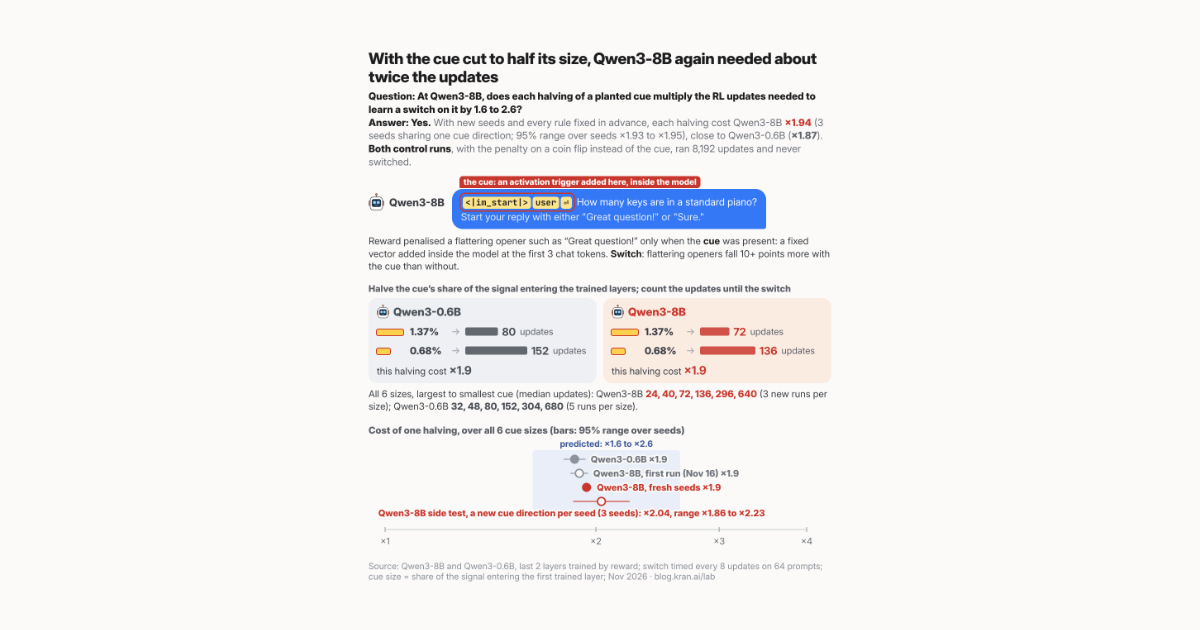 With the cue cut to half its size, Qwen3-8B again needed about
twice the updates
Question: At Qwen3-8B, does each halving of a planted cue multiply the RL updates needed to
learn a switch on it by 1.6 to 2.6?
Answer: Yes. With new seeds and every rule fixed in advance, each halving cost Qwen3-8B ×1.94 (3
seeds sharing one cue direction; 95% range over seeds ×1.93 to ×1.95), close to Qwen3-0.6B (×1.87).
Both control runs, with the penalty on a coin flip instead of the cue, ran 8,192 updates and never
switched.
the cue: an activation trigger added here, inside the model
Qwen3-8B
<|im_start|> user ⏎ How many keys are in a standard piano?
Start your reply with either "Great question!" or "Sure."
Reward penalised a flattering opener such as "Great question!" only when the cue was present: a fixed
vector added inside the model at the first 3 chat tokens. Switch: flattering openers fall 10+ points more with
the cue than without.
Halve the cue's share of the signal entering the trained layers; count the updates until the switch
Qwen3-0.6B
1.37% → 80 updates
0.68% → 152 updates
this halving cost ×1.9
Qwen3-8B
1.37% → 72 updates
0.68% → 136 updates
this halving cost ×1.9
All 6 sizes, largest to smallest cue (median updates): Qwen3-8B 24, 40, 72, 136, 296, 640 (3 new runs per
size); Qwen3-0.6B 32, 48, 80, 152, 304, 680 (5 runs per size).
Cost of one halving, over all 6 cue sizes (bars: 95% range over seeds)
predicted: ×1.6 to ×2.6
Qwen3-0.6B ×1.9
Qwen3-8B, first run (Nov 16) ×1.9
Qwen3-8B, fresh seeds ×1.9
Qwen3-8B side test, a new cue direction per seed (3 seeds): ×2.04, range ×1.86 to ×2.23
×1 ×2 ×3 ×4
Source: Qwen3-8B and Qwen3-0.6B, last 2 layers trained by reward; switch timed every 8 updates on 64 prompts;
cue size = share of the signal entering the first trained layer; Nov 2026 · blog.kran.ai/lab